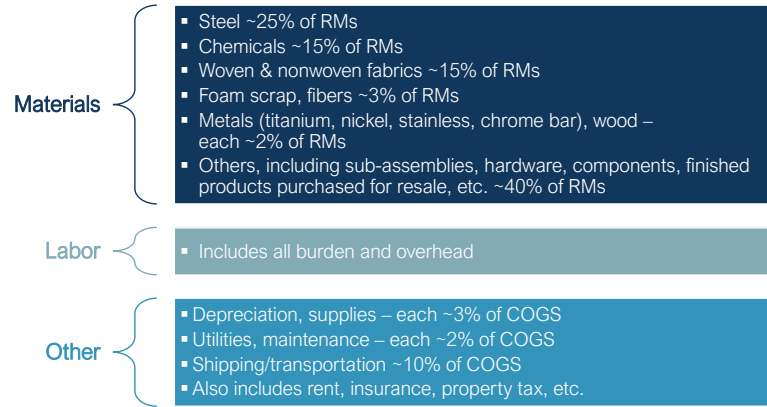 Materials
▪ Steel ~25% of RMs
▪ Chemicals ~15% of RMs
▪ Woven & nonwoven fabrics ~15% of RMs
▪ Foam scrap, fibers ~3% of RMs
▪ Metals (titanium, nickel, stainless, chrome bar), wood –
each ~2% of RMs
▪ Others, including sub-assemblies, hardware, components, finished
products purchased for resale, etc. ~40% of RMs
Labor
▪ Includes all burden and overhead
Other
▪ Depreciation, supplies – each ~3% of COGS
▪ Utilities, maintenance – each ~2% of COGS
▪ Shipping/transportation ~10% of COGS
▪ Also includes rent, insurance, property tax, etc.